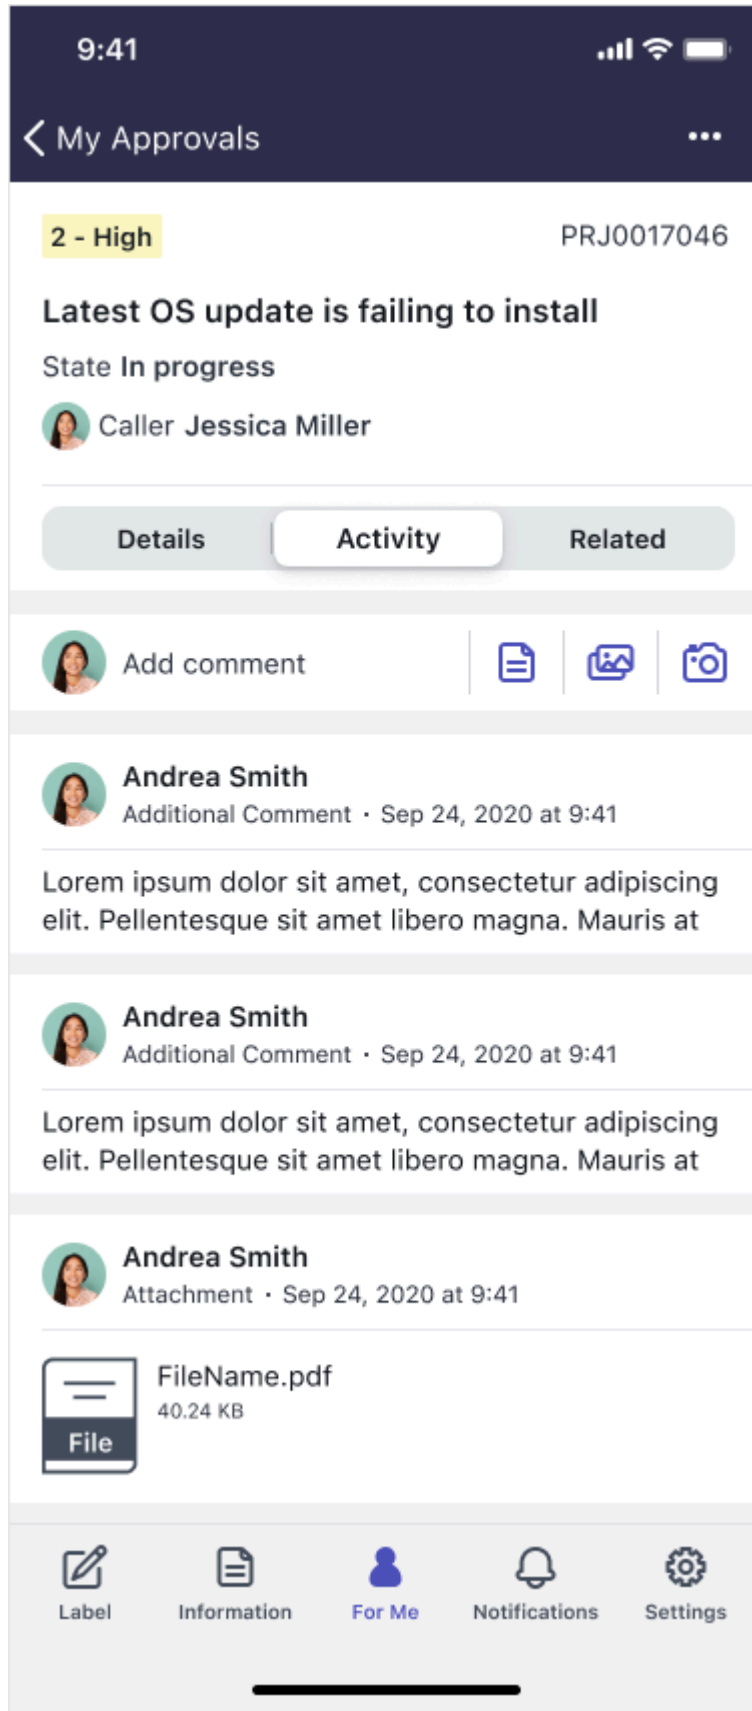 9:41
My Approvals
2 - High
PRJ0017046
Latest OS update is failing to install
State In progress
Caller Jessica Miller
Details
Activity
Related
Add comment
Andrea Smith
Additional Comment • Sep 24, 2020 at 9:41
Lorem ipsum dolor sit amet, consectetur adipiscing
elit. Pellentesque sit amet libero magna. Mauris at
Andrea Smith
Additional Comment • Sep 24, 2020 at 9:41
Lorem ipsum dolor sit amet, consectetur adipiscing
elit. Pellentesque sit amet libero magna. Mauris at
Andrea Smith
Attachment • Sep 24, 2020 at 9:41
FileName.pdf
40.24 KB
File
Label
Information
For Me
Notifications
Settings